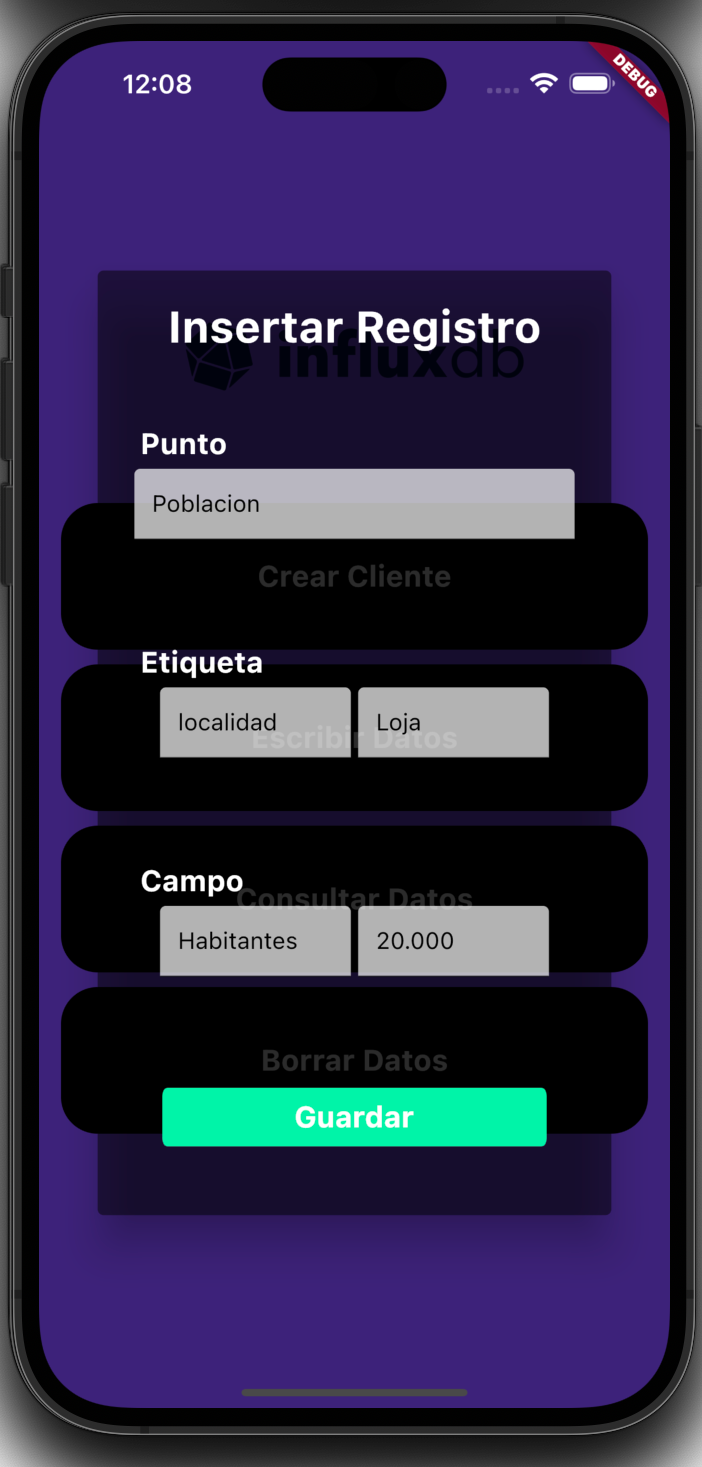 12:08
DEBUG
Insertar Registro
influxdb
Punto
Poblacion
Crear Cliente
Etiqueta
localidad Loja
Escribir Datos
Campo
Consultar Datos
Habitantes 20.000
Borrar Datos
Guardar